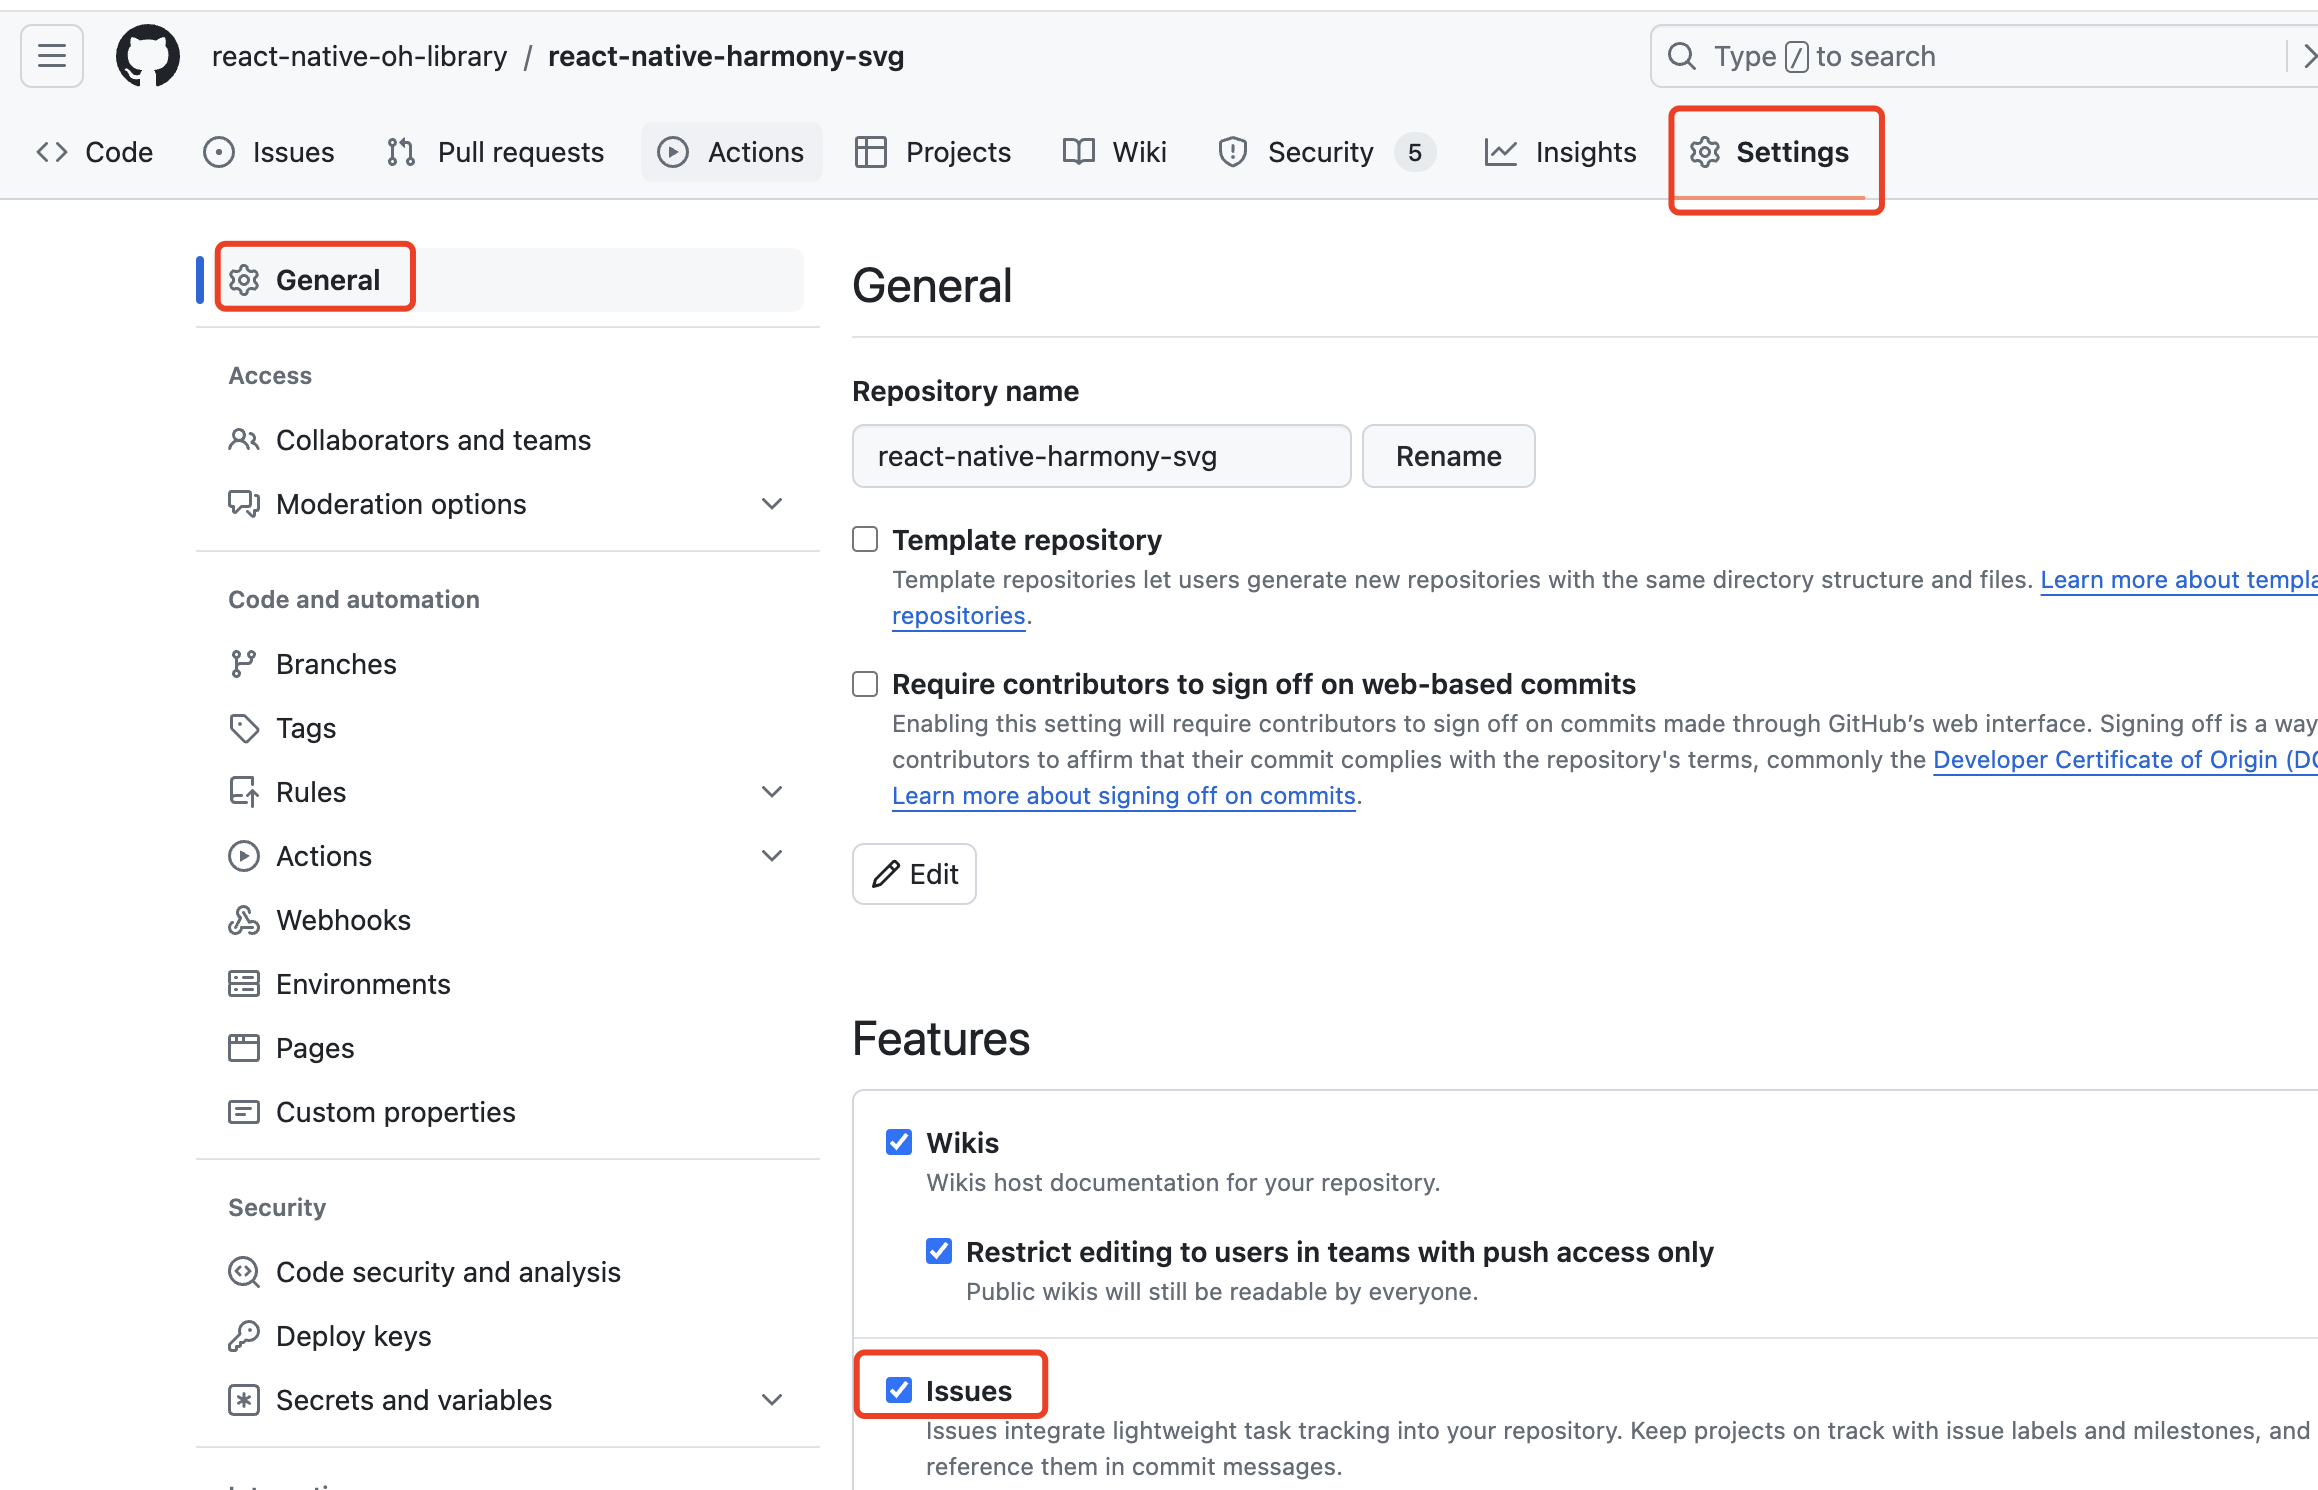 react-native-oh-library / react-native-harmony-svg
Type / to search
Code Issues Pull requests Actions Projects Wiki Security 5 Insights Settings
General
Access
Collaborators and teams
Moderation options
Code and automation
Branches
Tags
Rules
Actions
Webhooks
Environments
Pages
Custom properties
Security
Code security and analysis
Deploy keys
Secrets and variables
General
Repository name
react-native-harmony-svg Rename
Template repository
Template repositories let users generate new repositories with the same directory structure and files. Learn more about templa
repositories.
Require contributors to sign off on web-based commits
Enabling this setting will require contributors to sign off on commits made through GitHub’s web interface. Signing off is a way
contributors to affirm that their commit complies with the repository's terms, commonly the Developer Certificate of Origin (DC
Learn more about signing off on commits.
Edit
Features
Wikis
Wikis host documentation for your repository.
Restrict editing to users in teams with push access only
Public wikis will still be readable by everyone.
Issues
Issues integrate lightweight task tracking into your repository. Keep projects on track with issue labels and milestones, and
reference them in commit messages.